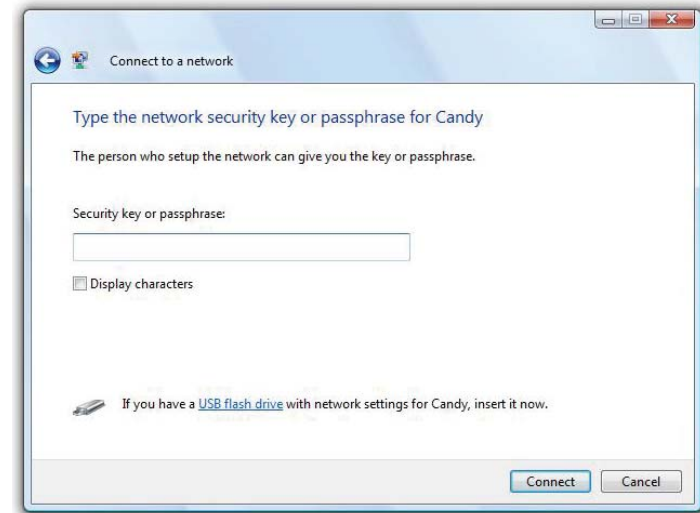 Connect to a network
Type the network security key or passphrase for Candy
The person who setup the network can give you the key or passphrase.
Security key or passphrase:
Display characters
If you have a USB flash drive with network settings for Candy, insert it now.
Connect Cancel